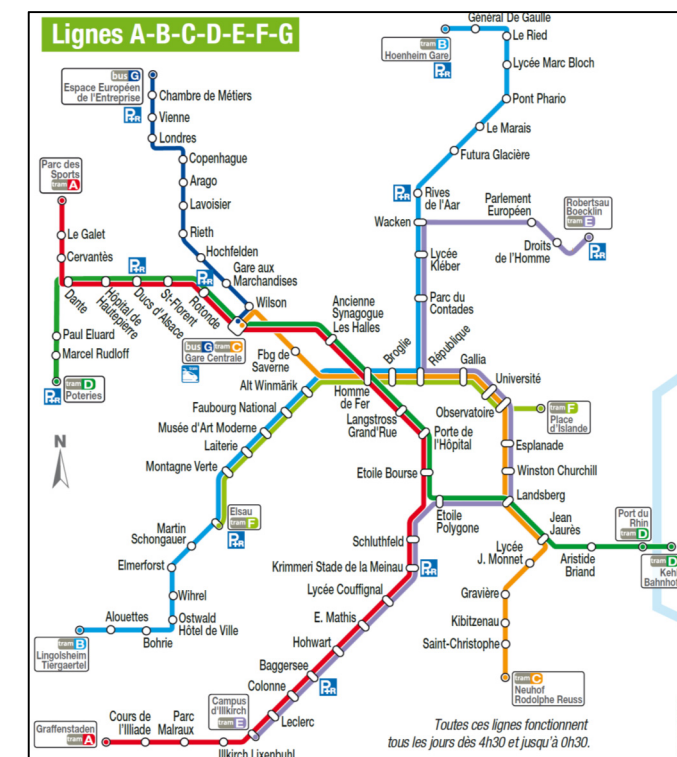 Lignes A-B-C-D-E-F-G
Général De Gaulle
tram B
Hoenheim Gare
Le Ried
P+R
Lycée Marc Bloch
bus G
Espace Européen
de l'Entreprise
P+R
Chambre de Métiers
Vienne
Londres
Pont Phario
Le Marais
Futura Glacière
Copenhague
Arago
Lavoisier
Rieth
Hochfelden
Gare aux
Marchandises
Wilson
Parc des
Sports
tram A
Le Galet
Cervantès
P+R
P+R
Dante
Hôpital de
Hautepierre
Ducs d'Alsace
St-Florent
Rotonde
Paul Eluard
Marcel Rudloff
tram D
Poteries
P+R
bus G tram C
Gare Centrale
P+R
Rives
de l'Aar
Wacken
Parlement
Européen
Robertsau
Boecklin
tram E
P+R
Droits
de l'Homme
Lycée
Kléber
Parc du
Contades
Ancienne
Synagogue
Les Halles
Broglie
République
Gallia
Université
Fbg de
Saverne
Alt Winmärik
Faubourg National
Musée d'Art Moderne
Laiterie
Montagne Verte
Homme
de Fer
Langstross
Grand'Rue
Observatoire
tram F
Place
d'Islande
Porte de
l'Hôpital
Esplanade
Winston Churchill
Etoile Bourse
Landsberg
N
Elsau
tram F
P+R
Etoile
Polygone
Jean
Jaurès
Port du
Rhin
tram D
Martin
Schongauer
Schluthfeld
Lycée
J. Monnet
Aristide
Briand
tram D
Kehl
Bahnhof
Elmerforst
Krimmeri Stade de la Meinau
P+R
Wihrel
Lycée Couffignal
Gravière
Alouettes
Ostwald
Hôtel de Ville
E. Mathis
Kibitzenau
tram B
Lingolsheim
Tiergaertel
Bohrie
Hohwart
Saint-Christophe
Baggersee
P+R
tram C
Neuhof
Rodolphe Reuss
Colonne
Campus
d'Illkirch
tram E
Leclerc
Graffenstaden
tram A
Cours de
l'Illiade
Parc
Malraux
Illkirch Lixenbuhl
Toutes ces lignes fonctionnent
tous les jours dès 4h30 et jusqu'à 0h30.